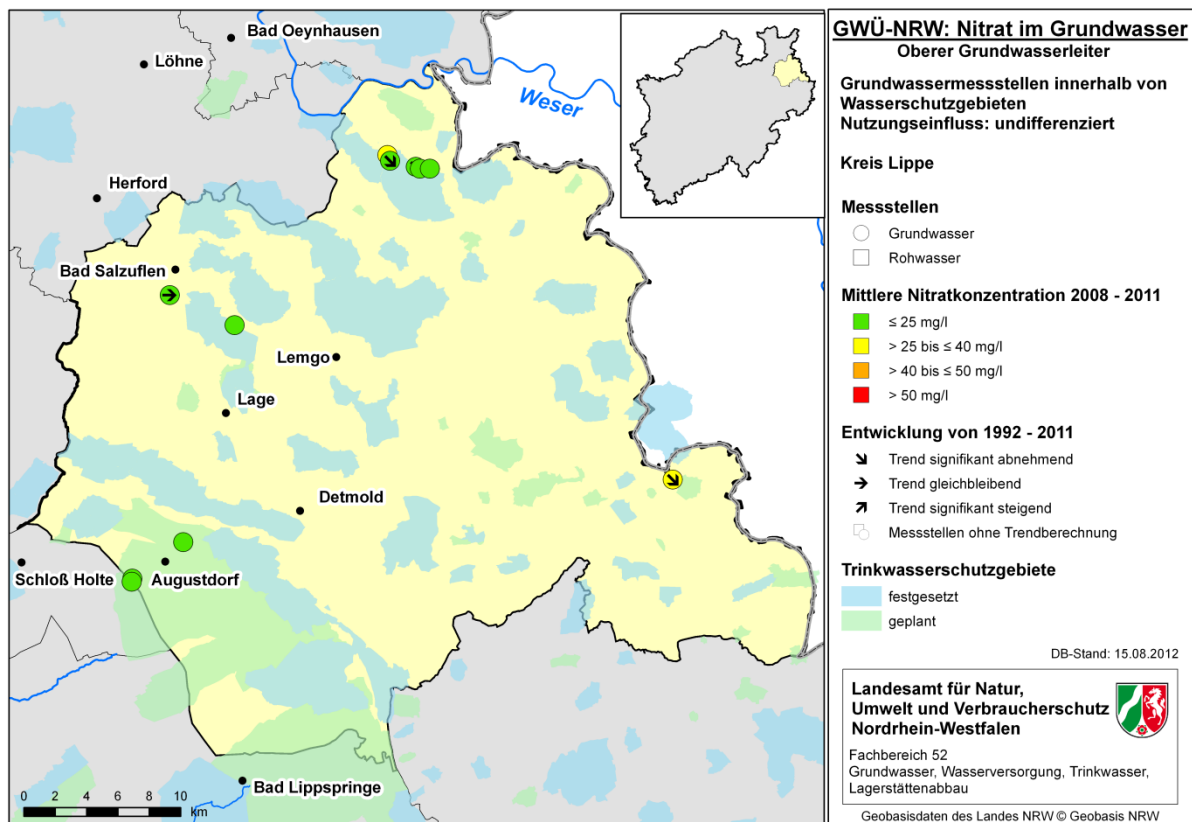 Bad Oeynhausen
Löhne
Weser
Herford
Bad Salzuflen
Lemgo
Lage
Detmold
Schloß Holte
Augustdorf
Bad Lippspringe
0 2 4 6 8 10
km
GWÜ-NRW: Nitrat im Grundwasser
Oberer Grundwasserleiter
Grundwassermessstellen innerhalb von
Wasserschutzgebieten
Nutzungseinfluss: undifferenziert
Kreis Lippe
Messstellen
Grundwasser
Rohwasser
Mittlere Nitratkonzentration 2008 - 2011
≤ 25 mg/l
> 25 bis ≤ 40 mg/l
> 40 bis ≤ 50 mg/l
> 50 mg/l
Entwicklung von 1992 - 2011
Trend signifikant abnehmend
Trend gleichbleibend
Trend signifikant steigend
Messstellen ohne Trendberechnung
Trinkwasserschutzgebiete
festgesetzt
geplant
DB-Stand: 15.08.2012
Landesamt für Natur,
Umwelt und Verbraucherschutz
Nordrhein-Westfalen
Fachbereich 52
Grundwasser, Wasserversorgung, Trinkwasser,
Lagerstättenabbau
Geobasisdaten des Landes NRW © Geobasis NRW